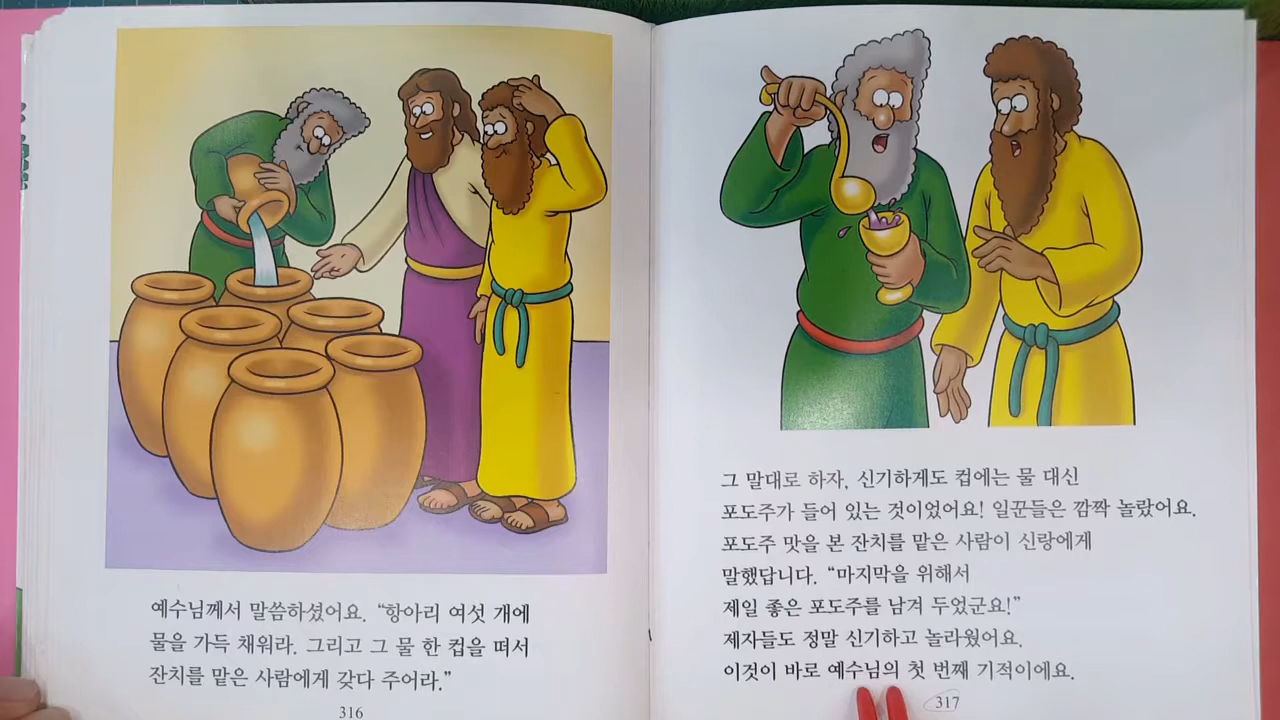 예수님께서 말씀하셨어요. “항아리 여섯 개에
물을 가득 채워라. 그리고 그 물 한 컵을 떠서
잔치를 맡은 사람에게 갖다 주어라.”
316
그 말대로 하자, 신기하게도 컵에는 물 대신
포도주가 들어 있는 것이었어요! 일꾼들은 깜짝 놀랐어요.
포도주 맛을 본 잔치를 맡은 사람이 신랑에게
말했답니다. “마지막을 위해서
제일 좋은 포도주를 남겨 두었군요!”
제자들도 정말 신기하고 놀라웠어요.
이것이 바로 예수님의 첫 번째 기적이에요.
317